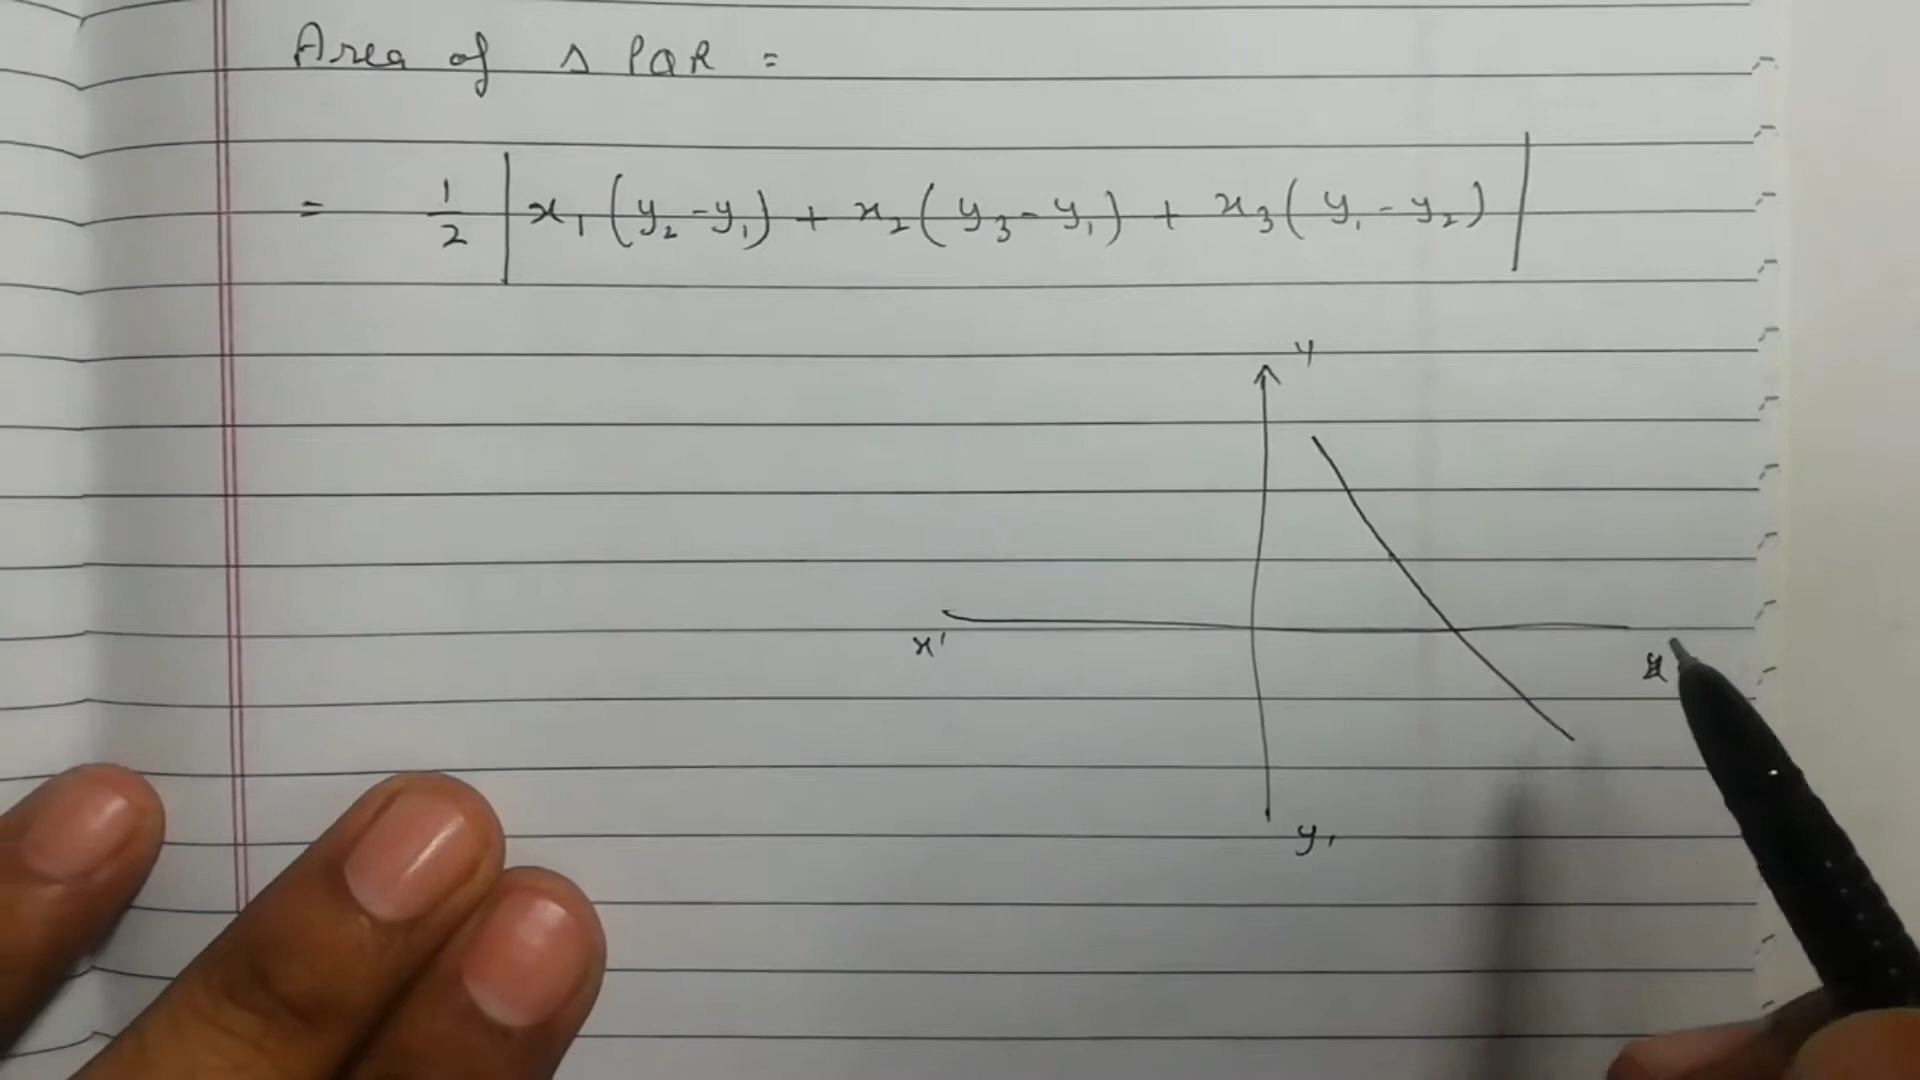 Area of Δ PQR =
= 1/2 | x₁(y₂-y₁) + x₂(y₃-y₁) + x₃(y₁-y₂) |
y
x'
y,